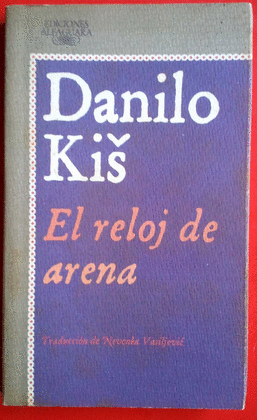 EDICIONES
ALFAGUARA
Danilo
Kiš
El reloj de
arena
Traducción de Nevenka Vasiljević